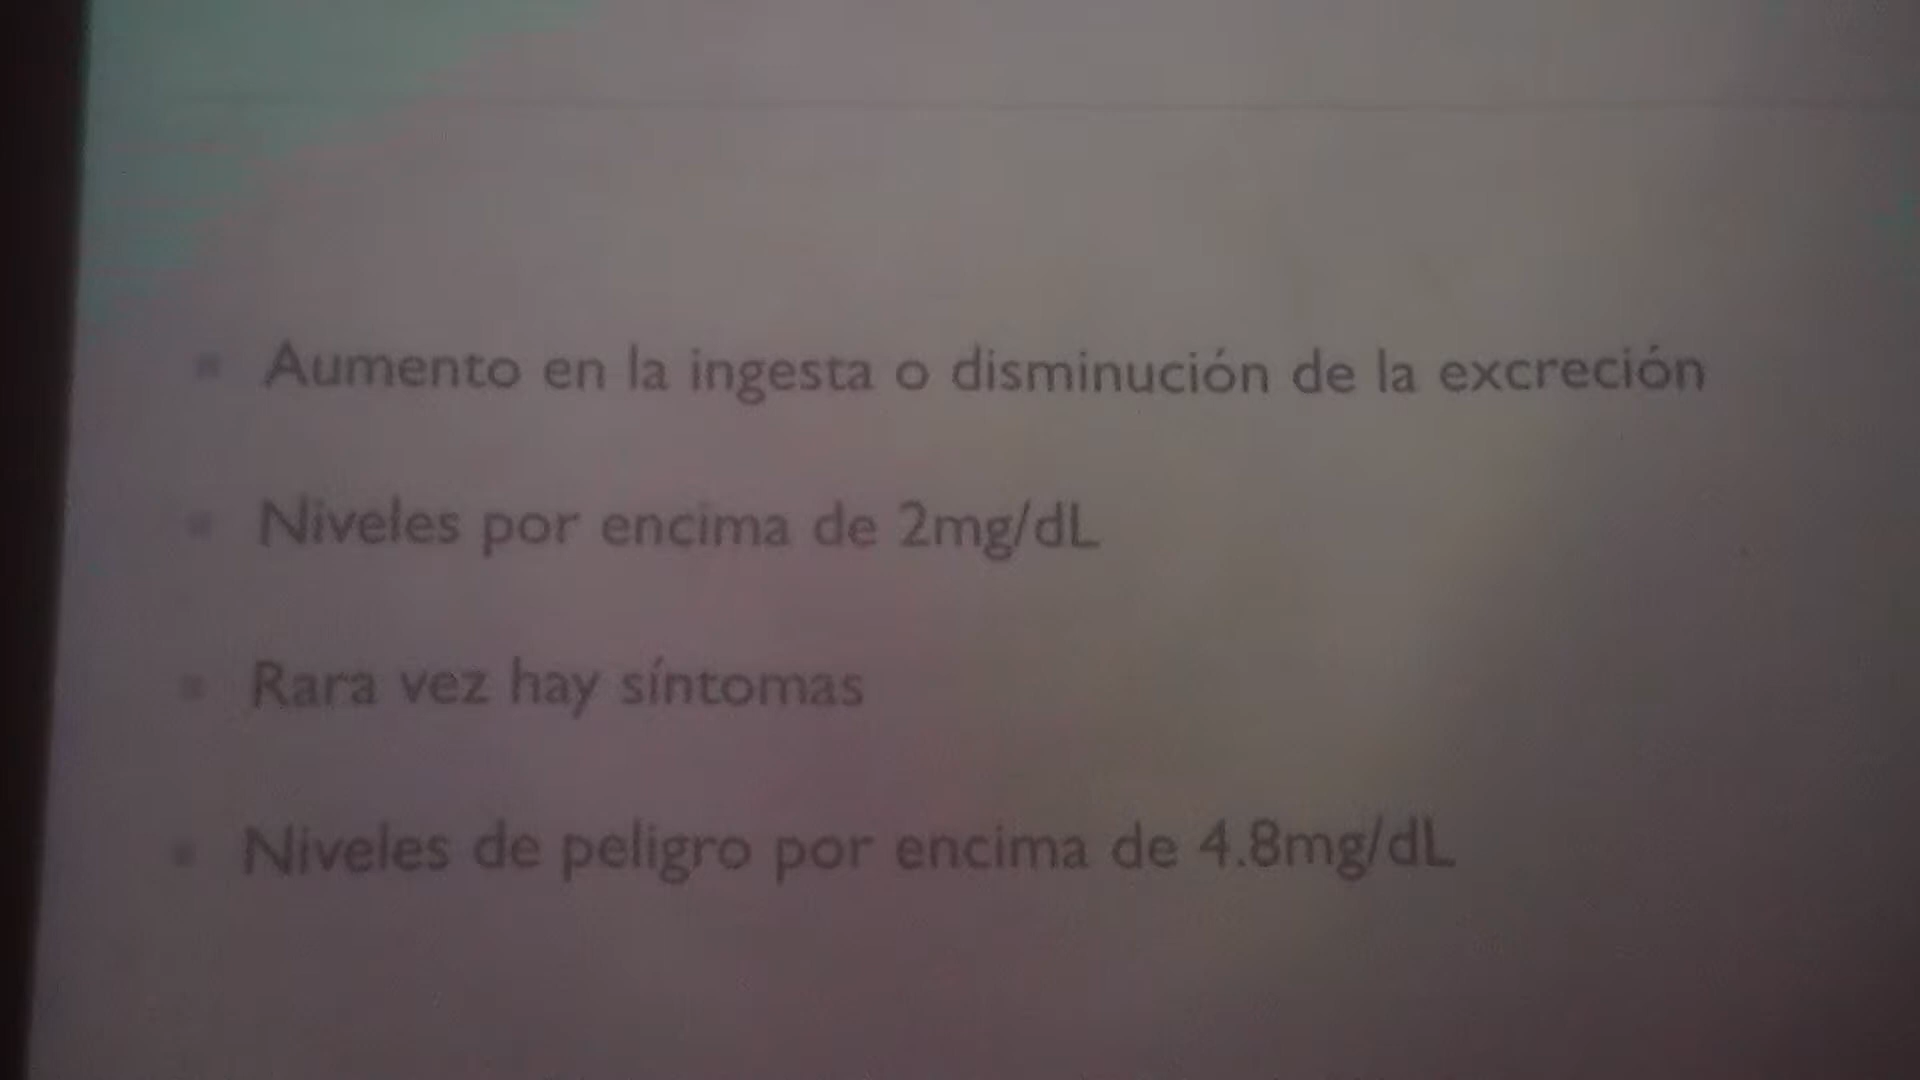 Aumento en la ingesta o disminución de la excreción
Niveles por encima de 2mg/dL
Rara vez hay síntomas
Niveles de peligro por encima de 4.8mg/dL